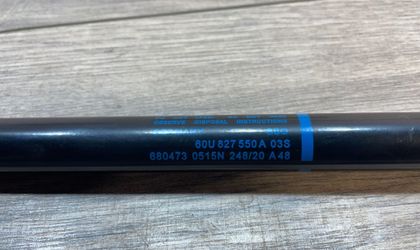 OBSERVE DISPOSAL INSTRUCTIONS
60U 827 550 A 03S
680473 0515N 248/20 A 48